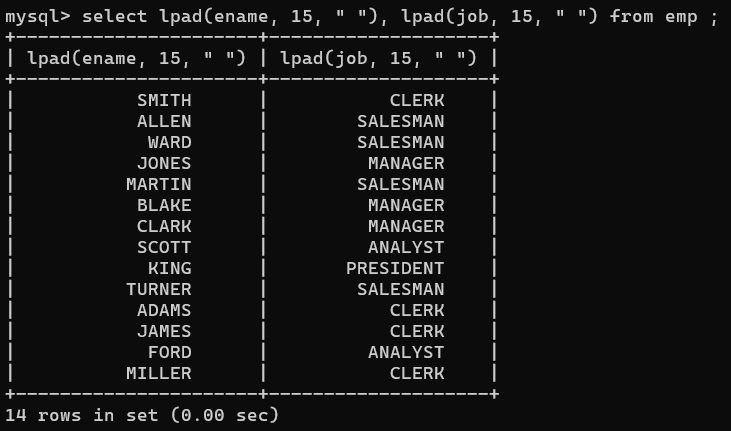 mysql> select lpad(ename, 15, " "), lpad(job, 15, " ") from emp ;
+----------------------+--------------------+
| lpad(ename, 15, " ") | lpad(job, 15, " ") |
+----------------------+--------------------+
|           SMITH      |           CLERK    |
|           ALLEN      |        SALESMAN    |
|            WARD      |        SALESMAN    |
|           JONES      |         MANAGER    |
|          MARTIN      |        SALESMAN    |
|           BLAKE      |         MANAGER    |
|           CLARK      |         MANAGER    |
|           SCOTT      |         ANALYST    |
|            KING      |       PRESIDENT    |
|          TURNER      |        SALESMAN    |
|           ADAMS      |           CLERK    |
|           JAMES      |           CLERK    |
|            FORD      |         ANALYST    |
|          MILLER      |           CLERK    |
+----------------------+--------------------+
14 rows in set (0.00 sec)